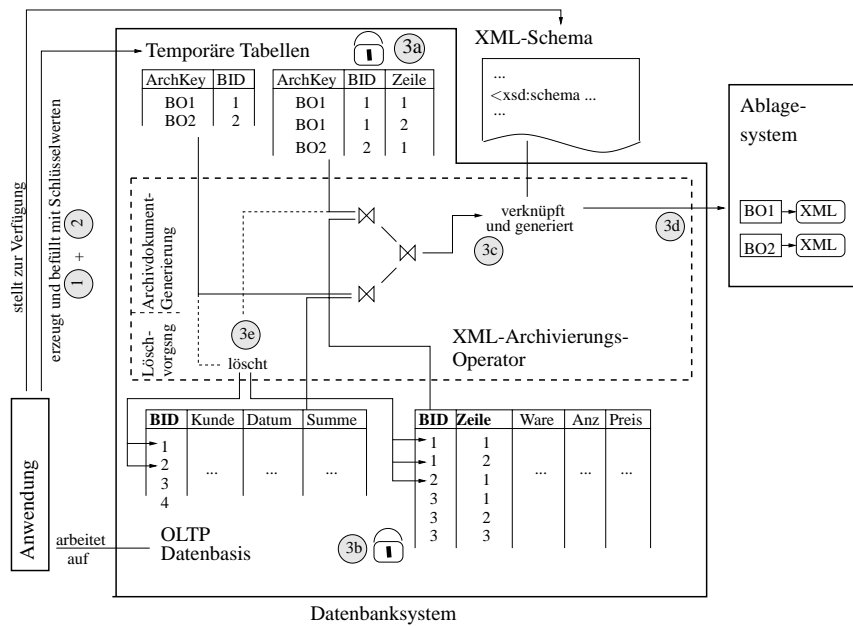 Temporäre Tabellen
3a
ArchKey BID
BO1 1
BO2 2
ArchKey BID Zeile
BO1 1 1
BO1 1 2
BO2 2 1
XML-Schema
...
<xsd:schema ...
...
Ablage-
system
BO1 XML
BO2 XML
stellt zur Verfügung
erzeugt und befüllt mit Schlüsselwerten
1 + 2
Archivdokument-
Generierung
Lösch-
vorgsng
verknüpft
und generiert
3c
3d
3e
löscht
XML-Archivierungs-
Operator
BID Kunde Datum Summe
1
2 ... ... ...
3
4
BID Zeile Ware Anz Preis
1 1
1 2 ... ... ...
2 1
3 1
3 2
3 3
Anwendung
arbeitet
auf
OLTP
Datenbasis
3b
Datenbanksystem